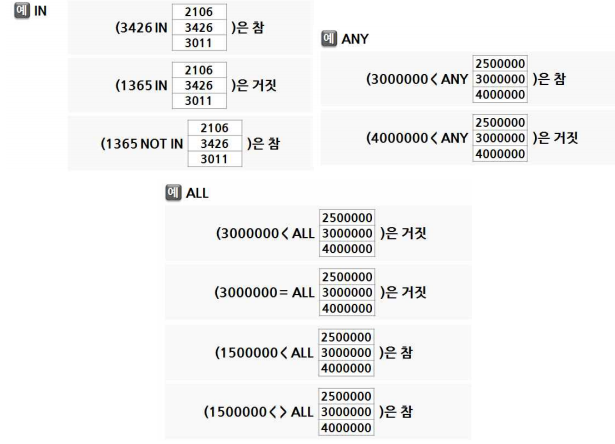 예 IN
2106
(3426 IN 3426 )은 참
3011
2106
(1365 IN 3426 )은 거짓
3011
2106
(1365 NOT IN 3426 )은 참
3011
예 ANY
2500000
(3000000 < ANY 3000000 )은 참
4000000
2500000
(4000000 < ANY 3000000 )은 거짓
4000000
예 ALL
2500000
(3000000 < ALL 3000000 )은 거짓
4000000
2500000
(3000000 = ALL 3000000 )은 거짓
4000000
2500000
(1500000 < ALL 3000000 )은 참
4000000
2500000
(1500000 < > ALL 3000000 )은 참
4000000